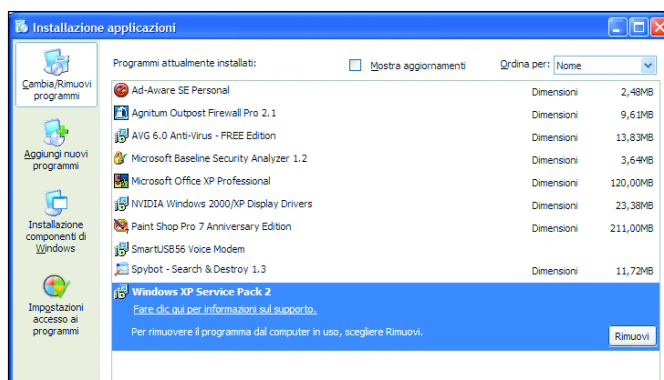 Installazione applicazioni
Cambia/Rimuovi programmi
Aggiungi nuovi programmi
Installazione componenti di Windows
Impostazioni accesso ai programmi
Programmi attualmente installati:
Mostra aggiornamenti
Ordina per: Nome
Ad-Aware SE Personal Dimensioni 2,48MB
Agnitum Outpost Firewall Pro 2.1 Dimensioni 9,61MB
AVG 6.0 Anti-Virus - FREE Edition Dimensioni 13,83MB
Microsoft Baseline Security Analyzer 1.2 Dimensioni 3,64MB
Microsoft Office XP Professional Dimensioni 120,00MB
NVIDIA Windows 2000/XP Display Drivers Dimensioni 23,38MB
Paint Shop Pro 7 Anniversary Edition Dimensioni 211,00MB
SmartUSB56 Voice Modem
Spybot - Search & Destroy 1.3 Dimensioni 11,72MB
Windows XP Service Pack 2
Fare clic qui per informazioni sul supporto.
Per rimuovere il programma dal computer in uso, scegliere Rimuovi.
Rimuovi